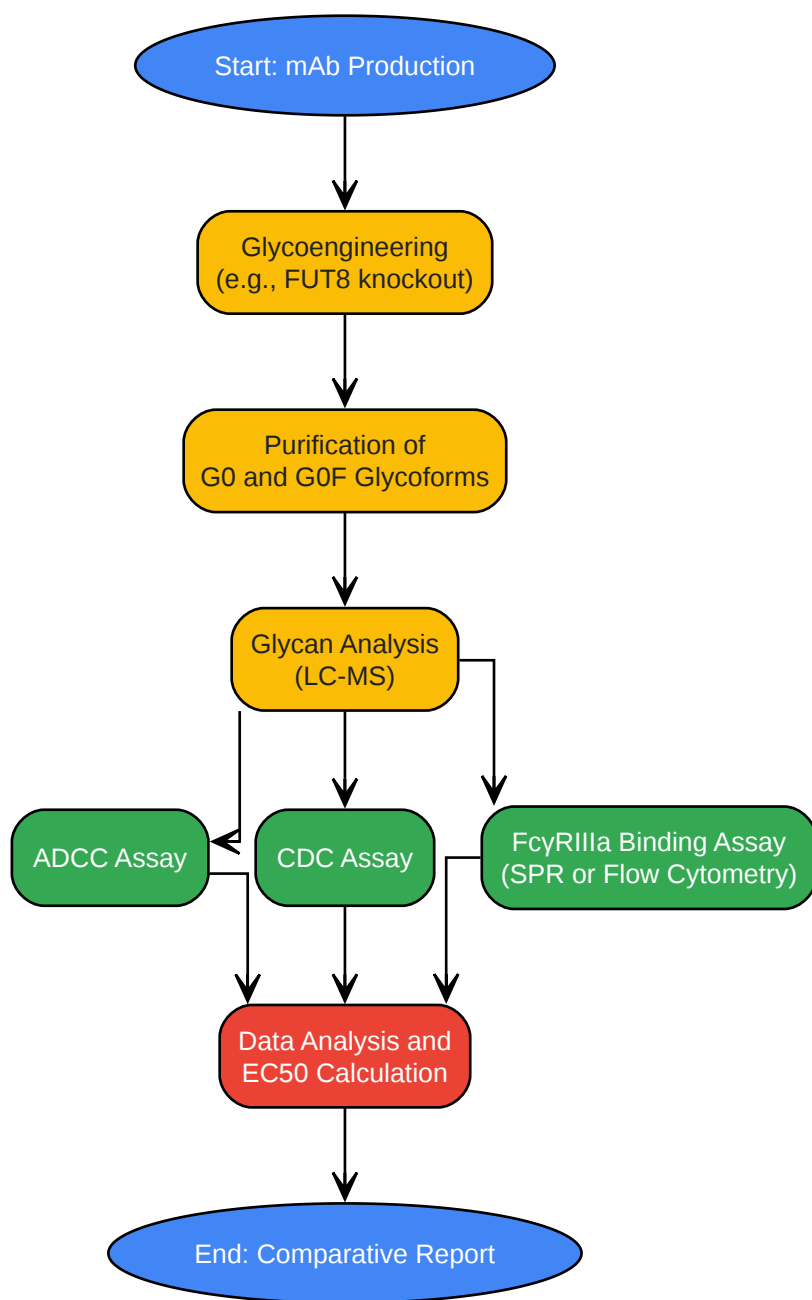 Start: mAb Production
Glycoengineering
(e.g., FUT8 knockout)
Purification of
G0 and G0F Glycoforms
Glycan Analysis
(LC-MS)
ADCC Assay
CDC Assay
FcγRIIIa Binding Assay
(SPR or Flow Cytometry)
Data Analysis and
EC50 Calculation
End: Comparative Report